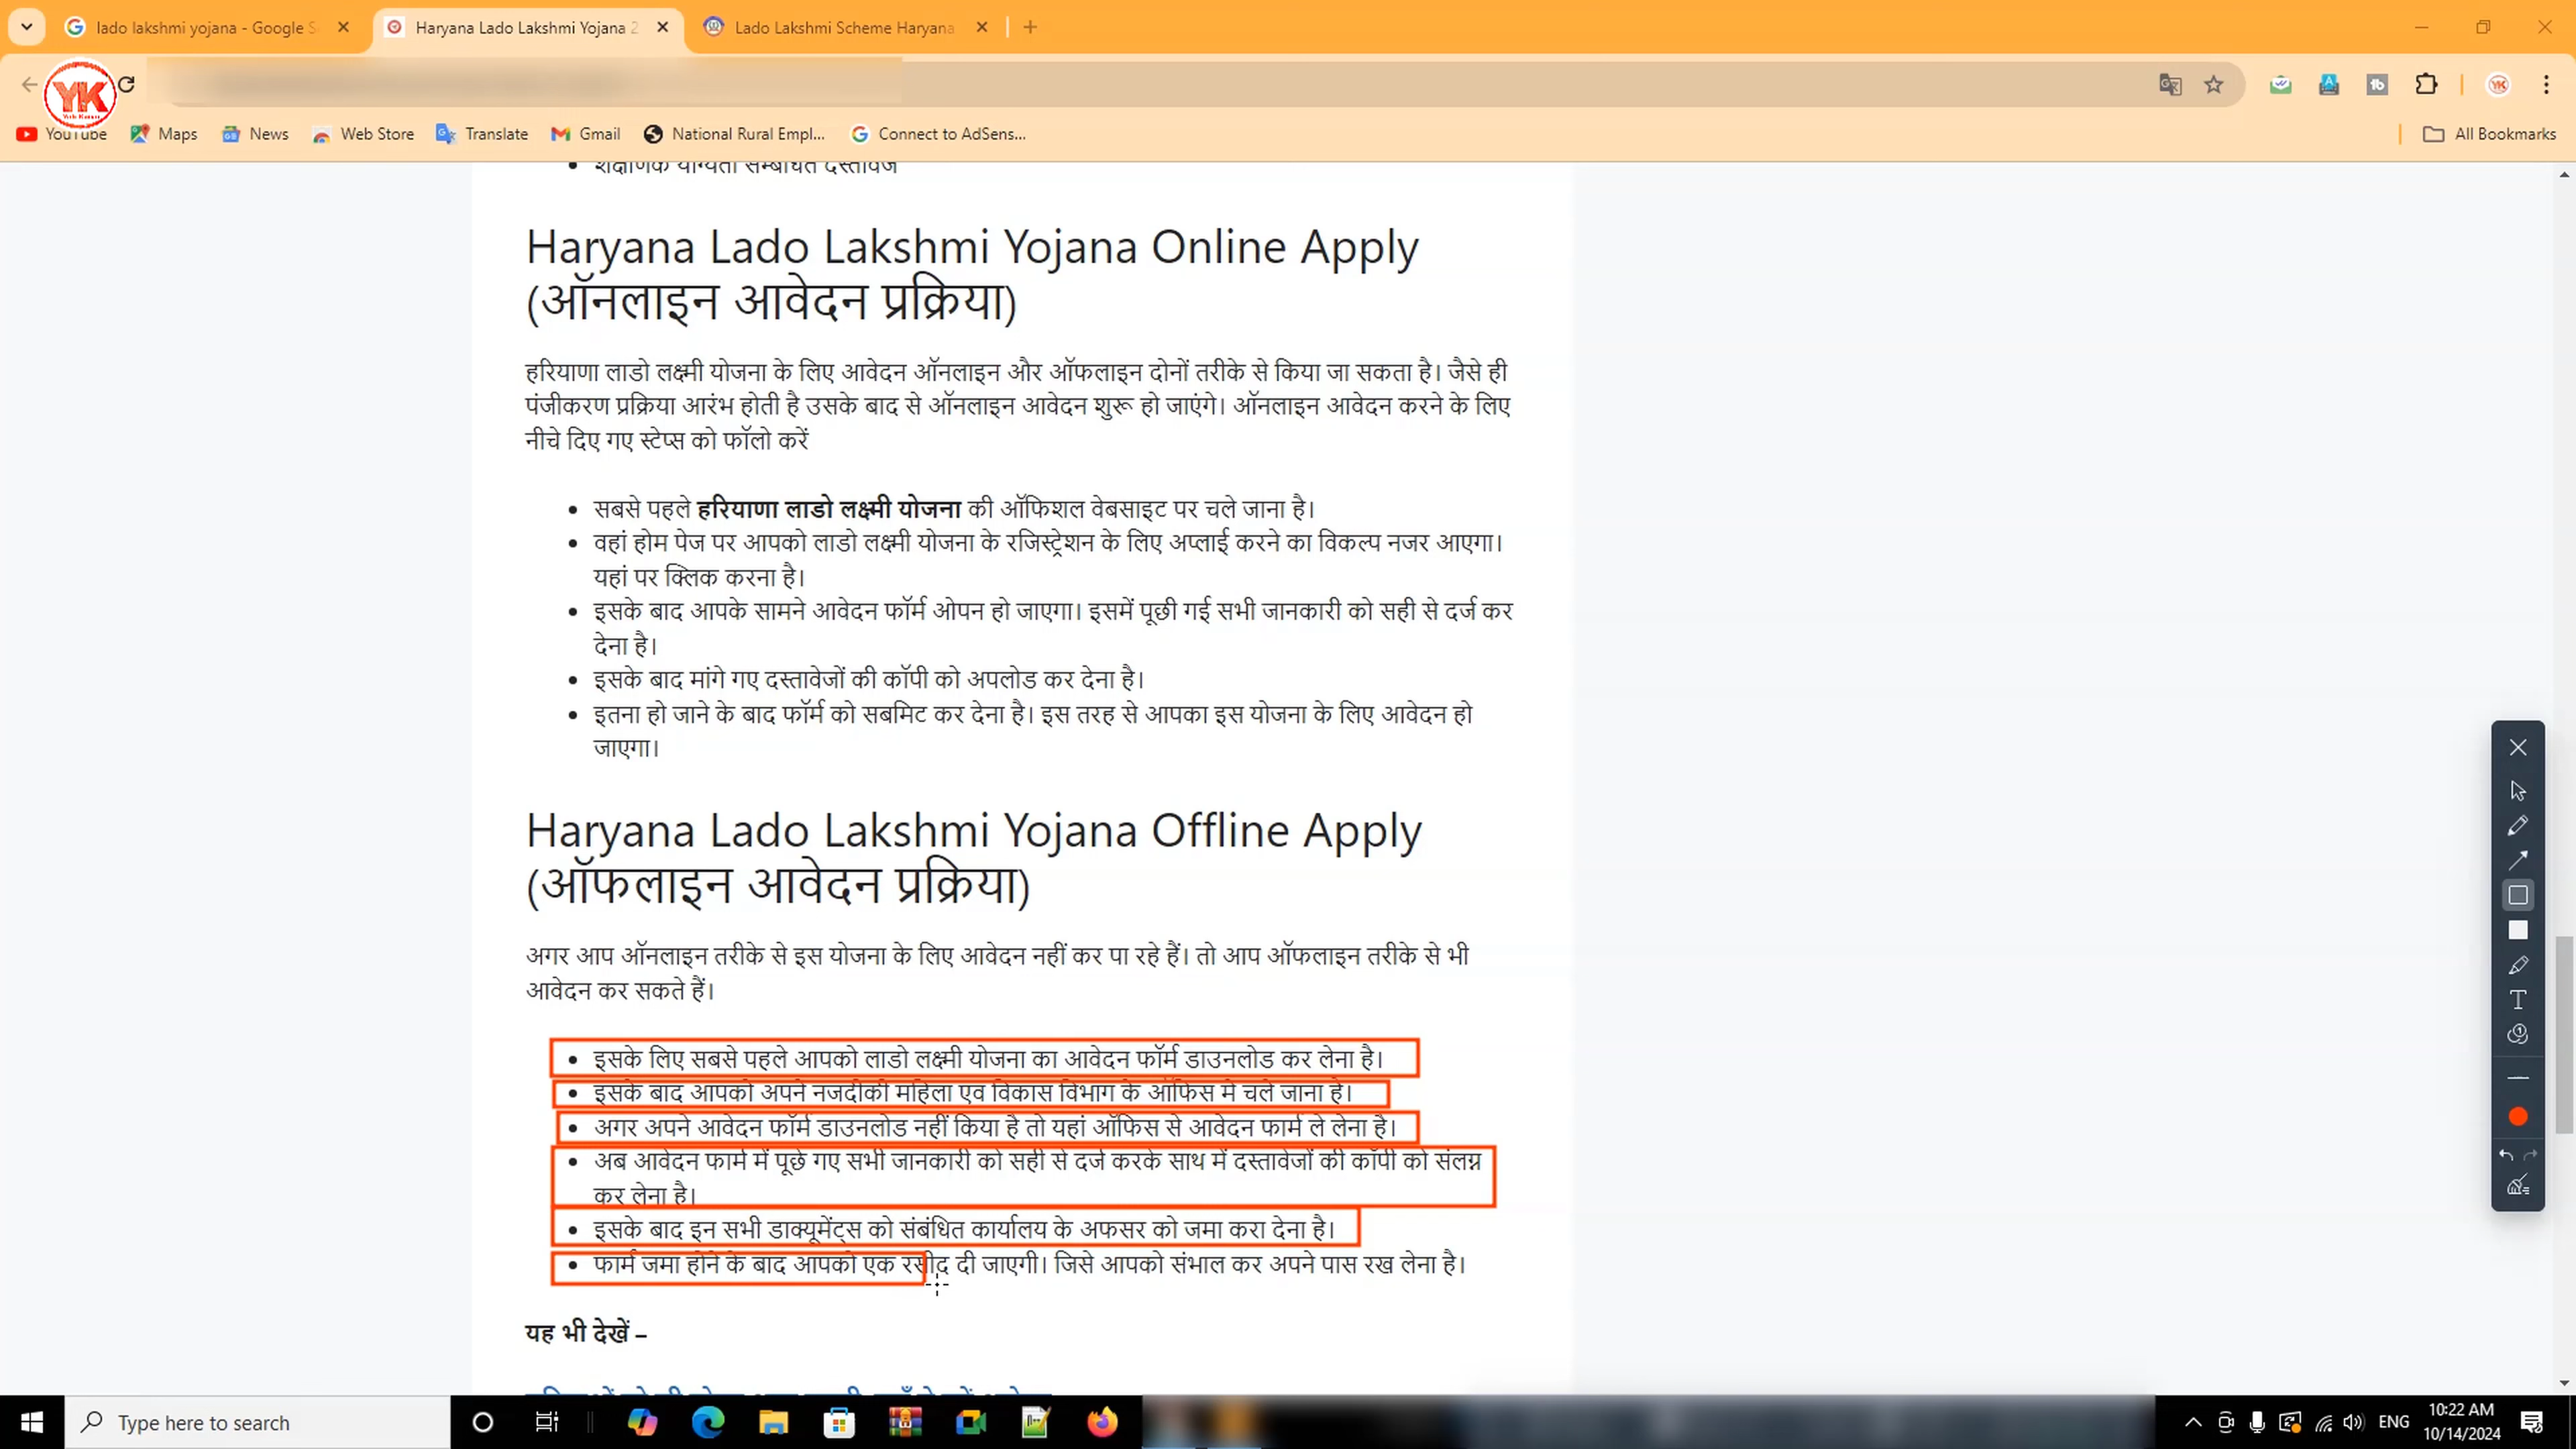 lado lakshmi yojana - Google S
Haryana Lado Lakshmi Yojana 2
Lado Lakshmi Scheme Haryana
YK
YouTube
Maps
News
Web Store
Translate
Gmail
National Rural Empl...
Connect to AdSens...
All Bookmarks
Haryana Lado Lakshmi Yojana Online Apply
(ऑनलाइन आवेदन प्रक्रिया)
हरियाणा लाडो लक्ष्मी योजना के लिए आवेदन ऑनलाइन और ऑफलाइन दोनों तरीके से किया जा सकता है। जैसे ही
पंजीकरण प्रक्रिया आरंभ होती है उसके बाद से ऑनलाइन आवेदन शुरू हो जाएंगे। ऑनलाइन आवेदन करने के लिए
नीचे दिए गए स्टेप्स को फॉलो करें
सबसे पहले हरियाणा लाडो लक्ष्मी योजना की ऑफिशल वेबसाइट पर चले जाना है।
वहां होम पेज पर आपको लाडो लक्ष्मी योजना के रजिस्ट्रेशन के लिए अप्लाई करने का विकल्प नजर आएगा।
यहां पर क्लिक करना है।
इसके बाद आपके सामने आवेदन फॉर्म ओपन हो जाएगा। इसमें पूछी गई सभी जानकारी को सही से दर्ज कर
देना है।
इसके बाद मांगे गए दस्तावेजों की कॉपी को अपलोड कर देना है।
इतना हो जाने के बाद फॉर्म को सबमिट कर देना है। इस तरह से आपका इस योजना के लिए आवेदन हो
जाएगा।
Haryana Lado Lakshmi Yojana Offline Apply
(ऑफलाइन आवेदन प्रक्रिया)
अगर आप ऑनलाइन तरीके से इस योजना के लिए आवेदन नहीं कर पा रहे हैं। तो आप ऑफलाइन तरीके से भी
आवेदन कर सकते हैं।
इसके लिए सबसे पहले आपको लाडो लक्ष्मी योजना का आवेदन फॉर्म डाउनलोड कर लेना है।
इसके बाद आपको अपने नजदीकी महिला एवं विकास विभाग के ऑफिस में चले जाना है।
अगर अपने आवेदन फॉर्म डाउनलोड नहीं किया है तो यहां ऑफिस से आवेदन फार्म ले लेना है।
अब आवेदन फार्म में पूछे गए सभी जानकारी को सही से दर्ज करके साथ में दस्तावेजों की कॉपी को संलग्न
कर लेना है।
इसके बाद इन सभी डाक्यूमेंट्स को संबंधित कार्यालय के अफसर को जमा करा देना है।
फार्म जमा होने के बाद आपको एक रसीद दी जाएगी। जिसे आपको संभाल कर अपने पास रख लेना है।
यह भी देखें –
Type here to search
ENG
10:22 AM
10/14/2024